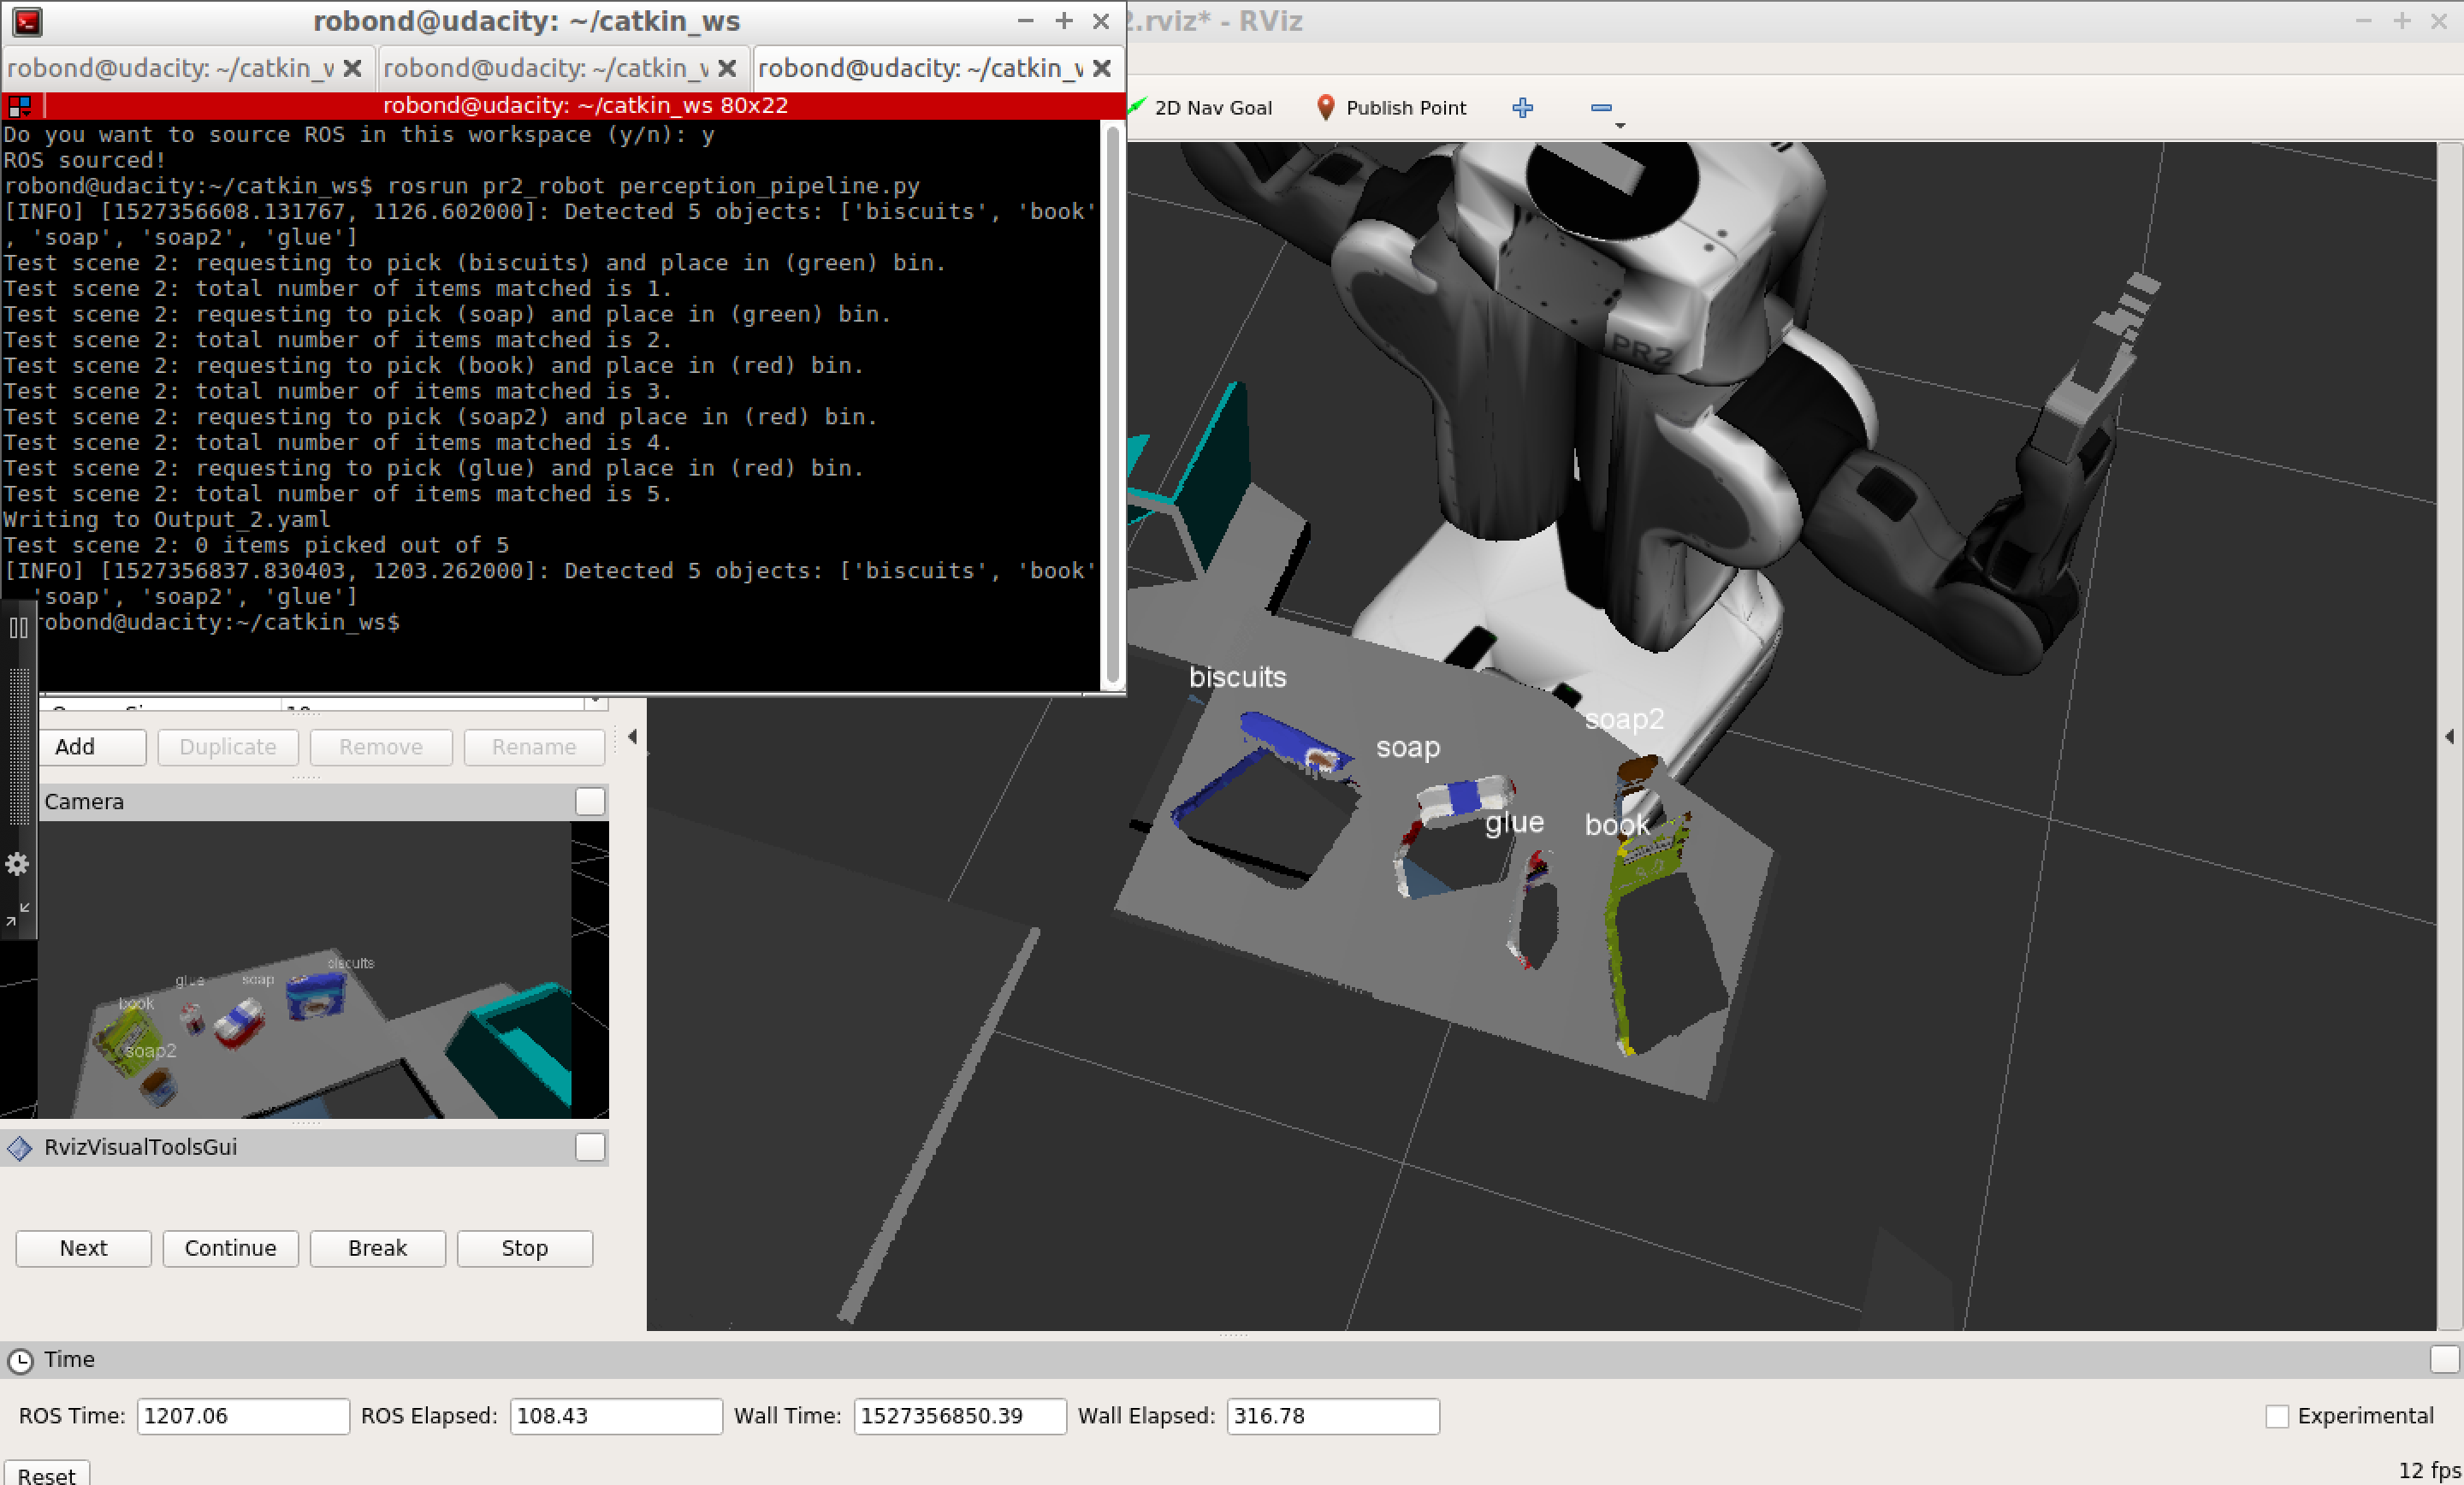 robond@udacity: ~/catkin_ws
2.rviz* - RViz
robond@udacity: ~/catkin_w
robond@udacity: ~/catkin_w
robond@udacity: ~/catkin_w
robond@udacity: ~/catkin_ws 80x22
2D Nav Goal
Publish Point
Do you want to source ROS in this workspace (y/n): y
ROS sourced!
robond@udacity:~/catkin_ws$ rosrun pr2_robot perception_pipeline.py
[INFO] [1527356608.131767, 1126.602000]: Detected 5 objects: ['biscuits', 'book'
, 'soap', 'soap2', 'glue']
Test scene 2: requesting to pick (biscuits) and place in (green) bin.
Test scene 2: total number of items matched is 1.
Test scene 2: requesting to pick (soap) and place in (green) bin.
Test scene 2: total number of items matched is 2.
Test scene 2: requesting to pick (book) and place in (red) bin.
Test scene 2: total number of items matched is 3.
Test scene 2: requesting to pick (soap2) and place in (red) bin.
Test scene 2: total number of items matched is 4.
Test scene 2: requesting to pick (glue) and place in (red) bin.
Test scene 2: total number of items matched is 5.
Writing to Output_2.yaml
Test scene 2: 0 items picked out of 5
[INFO] [1527356837.830403, 1203.262000]: Detected 5 objects: ['biscuits', 'book'
'soap', 'soap2', 'glue']
robond@udacity:~/catkin_ws$
PR2
biscuits
soap2
soap
glue
book
Add
Duplicate
Remove
Rename
Camera
biscuits
glue
soap
book
soap2
RvizVisualToolsGui
Next
Continue
Break
Stop
Time
ROS Time: 1207.06
ROS Elapsed: 108.43
Wall Time: 1527356850.39
Wall Elapsed: 316.78
Experimental
Reset
12 fps